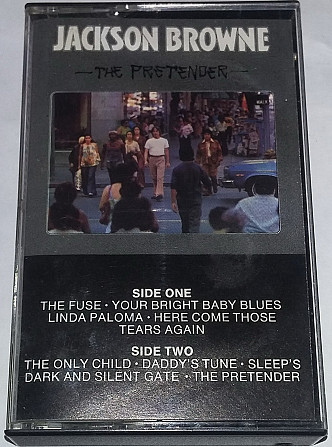 JACKSON BROWNE
THE PRETENDER
WALK
SIDE ONE
THE FUSE · YOUR BRIGHT BABY BLUES
LINDA PALOMA · HERE COME THOSE
TEARS AGAIN
SIDE TWO
THE ONLY CHILD · DADDY'S TUNE · SLEEP'S
DARK AND SILENT GATE · THE PRETENDER